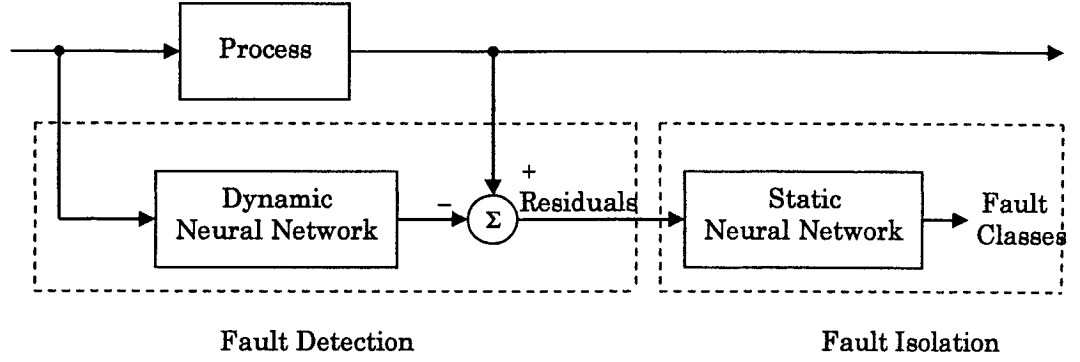 Process
+
Residuals
Dynamic
Neural Network
−
Σ
Static
Neural Network
Fault
Classes
Fault Detection
Fault Isolation